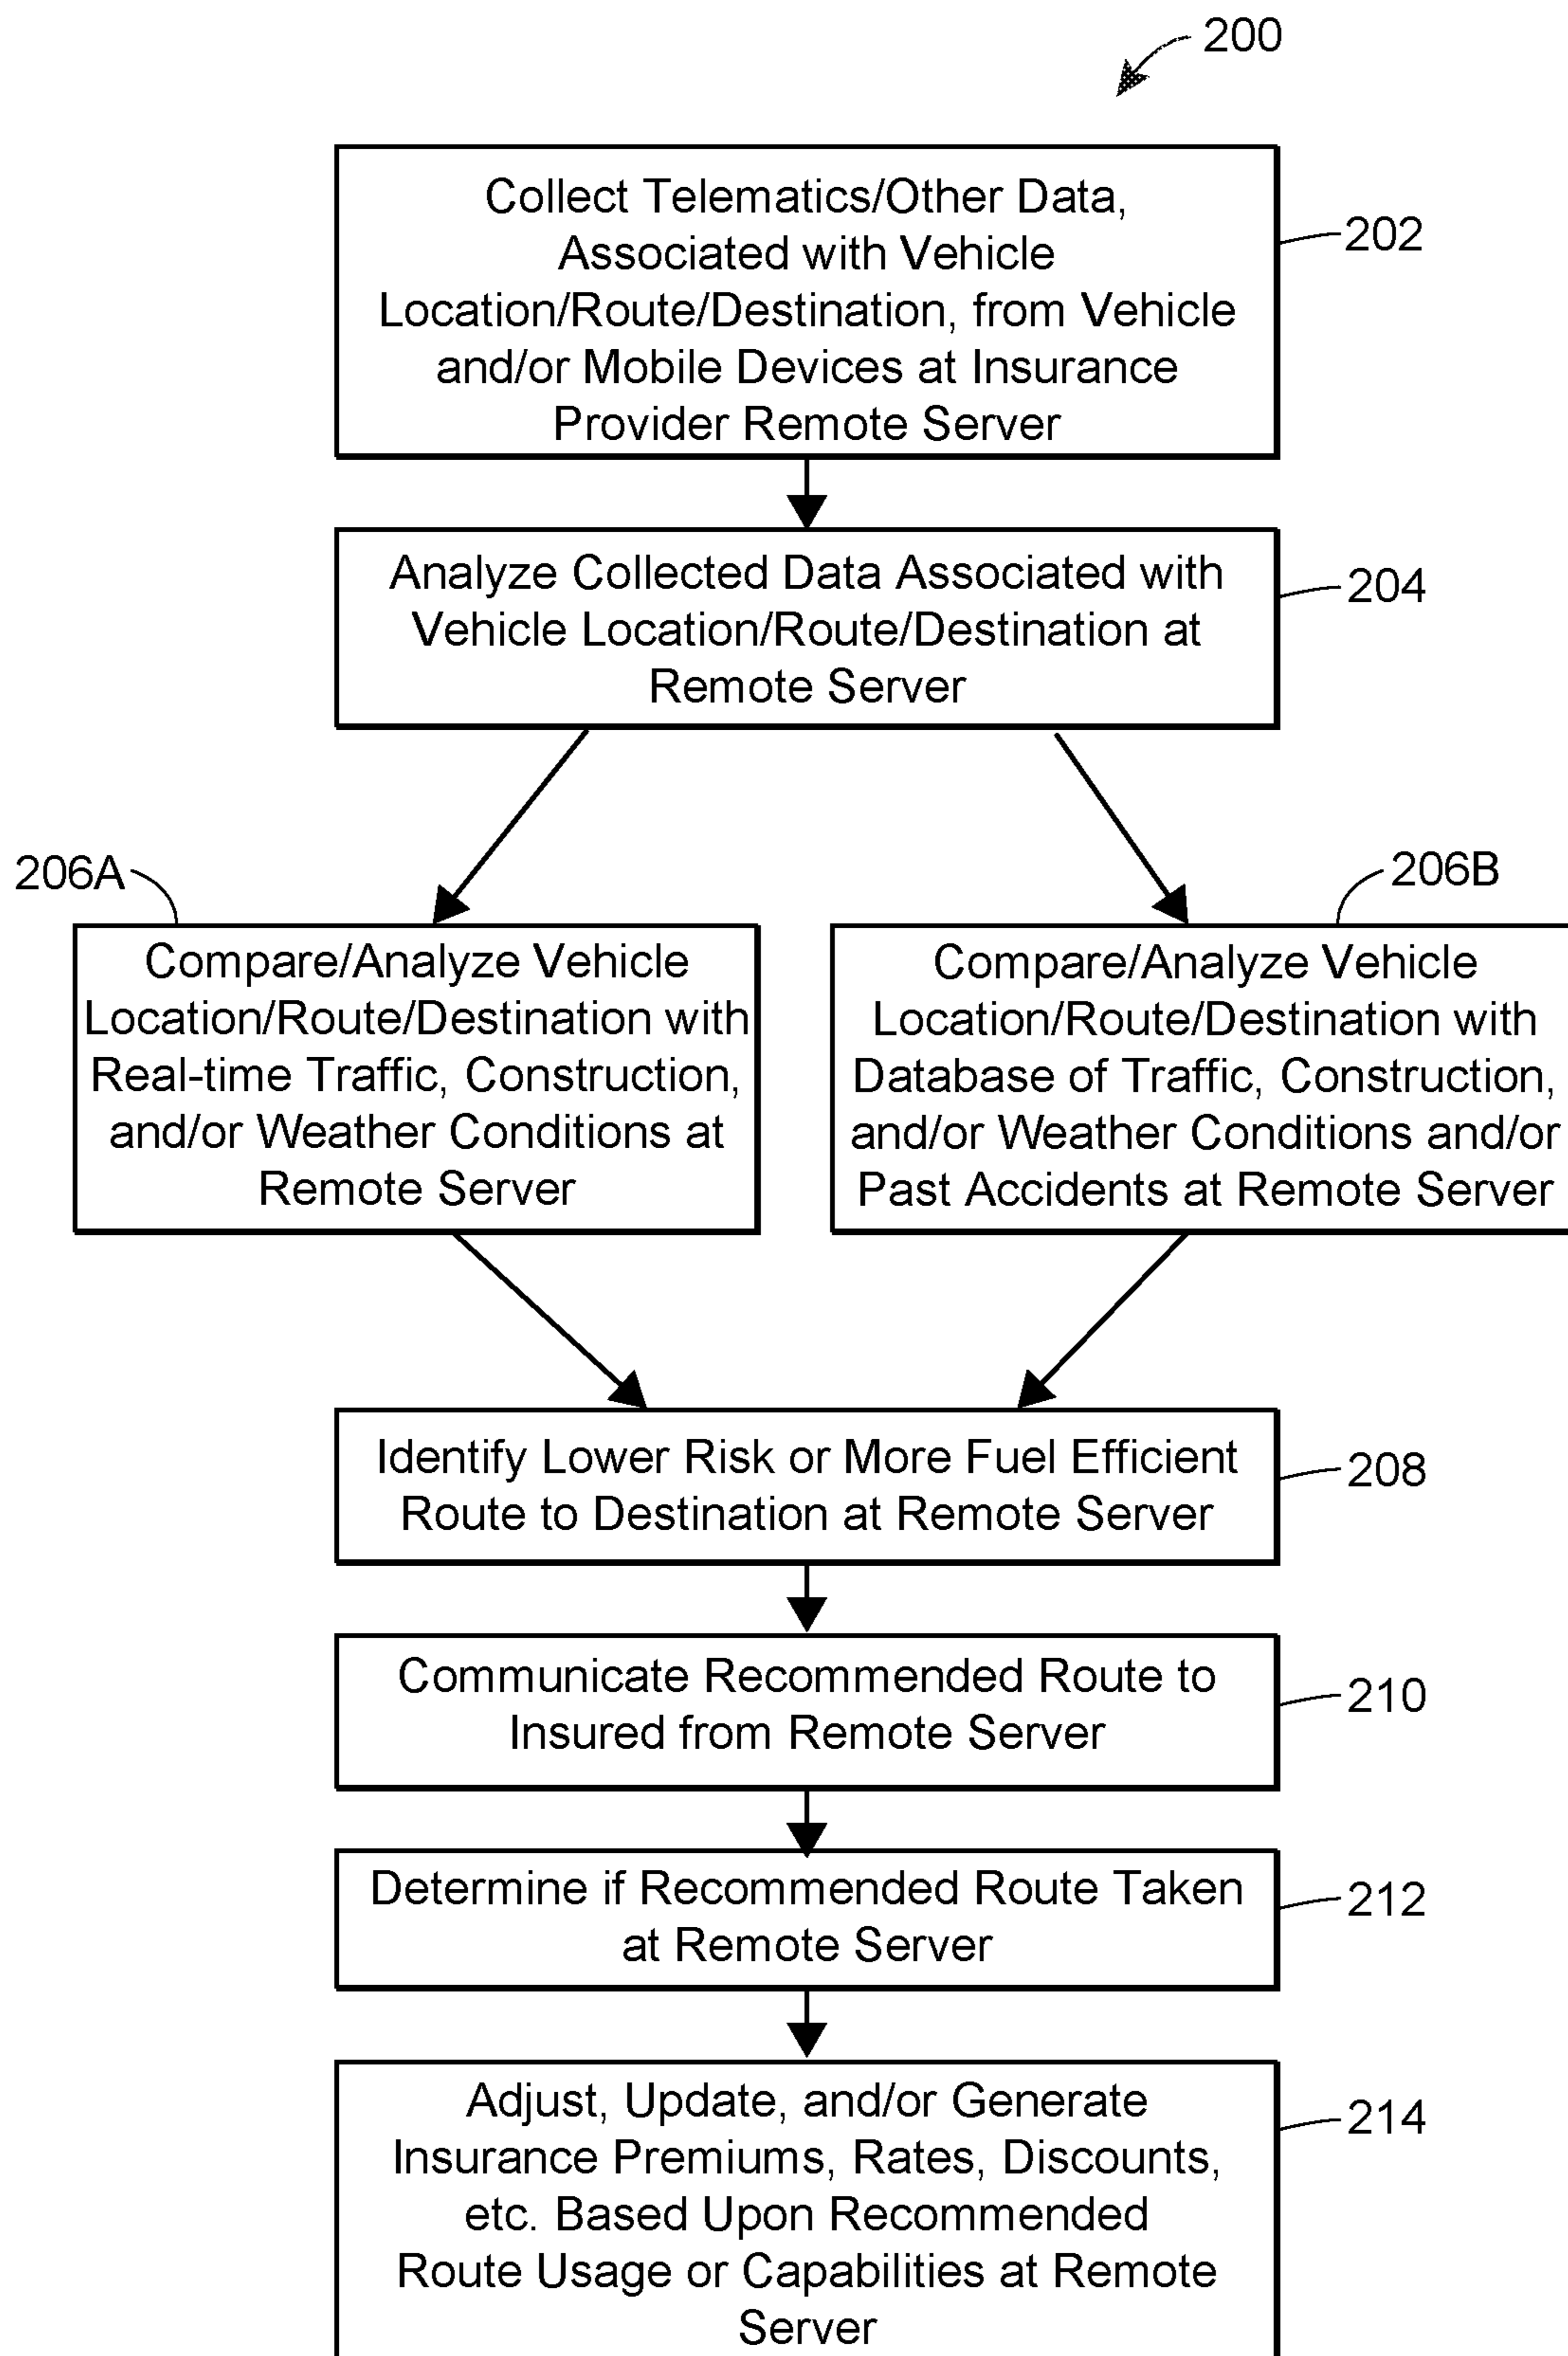 200
Collect Telematics/Other Data,
Associated with Vehicle
Location/Route/Destination, from Vehicle
and/or Mobile Devices at Insurance
Provider Remote Server
202
Analyze Collected Data Associated with
Vehicle Location/Route/Destination at
Remote Server
204
206A
Compare/Analyze Vehicle
Location/Route/Destination with
Real-time Traffic, Construction,
and/or Weather Conditions at
Remote Server
206B
Compare/Analyze Vehicle
Location/Route/Destination with
Database of Traffic, Construction,
and/or Weather Conditions and/or
Past Accidents at Remote Server
Identify Lower Risk or More Fuel Efficient
Route to Destination at Remote Server
208
Communicate Recommended Route to
Insured from Remote Server
210
Determine if Recommended Route Taken
at Remote Server
212
Adjust, Update, and/or Generate
Insurance Premiums, Rates, Discounts,
etc. Based Upon Recommended
Route Usage or Capabilities at Remote
Server
214